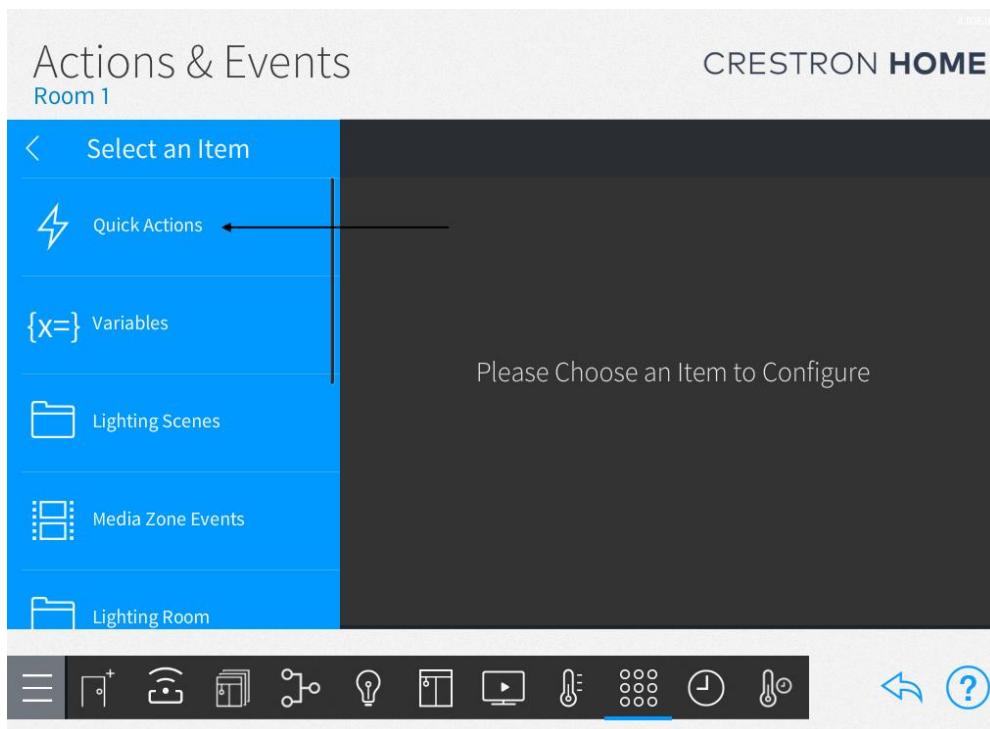 Actions & Events
CRESTRON HOME
Room 1
Select an Item
Quick Actions
{x=} Variables
Please Choose an Item to Configure
Lighting Scenes
Media Zone Events
Lighting Room
?